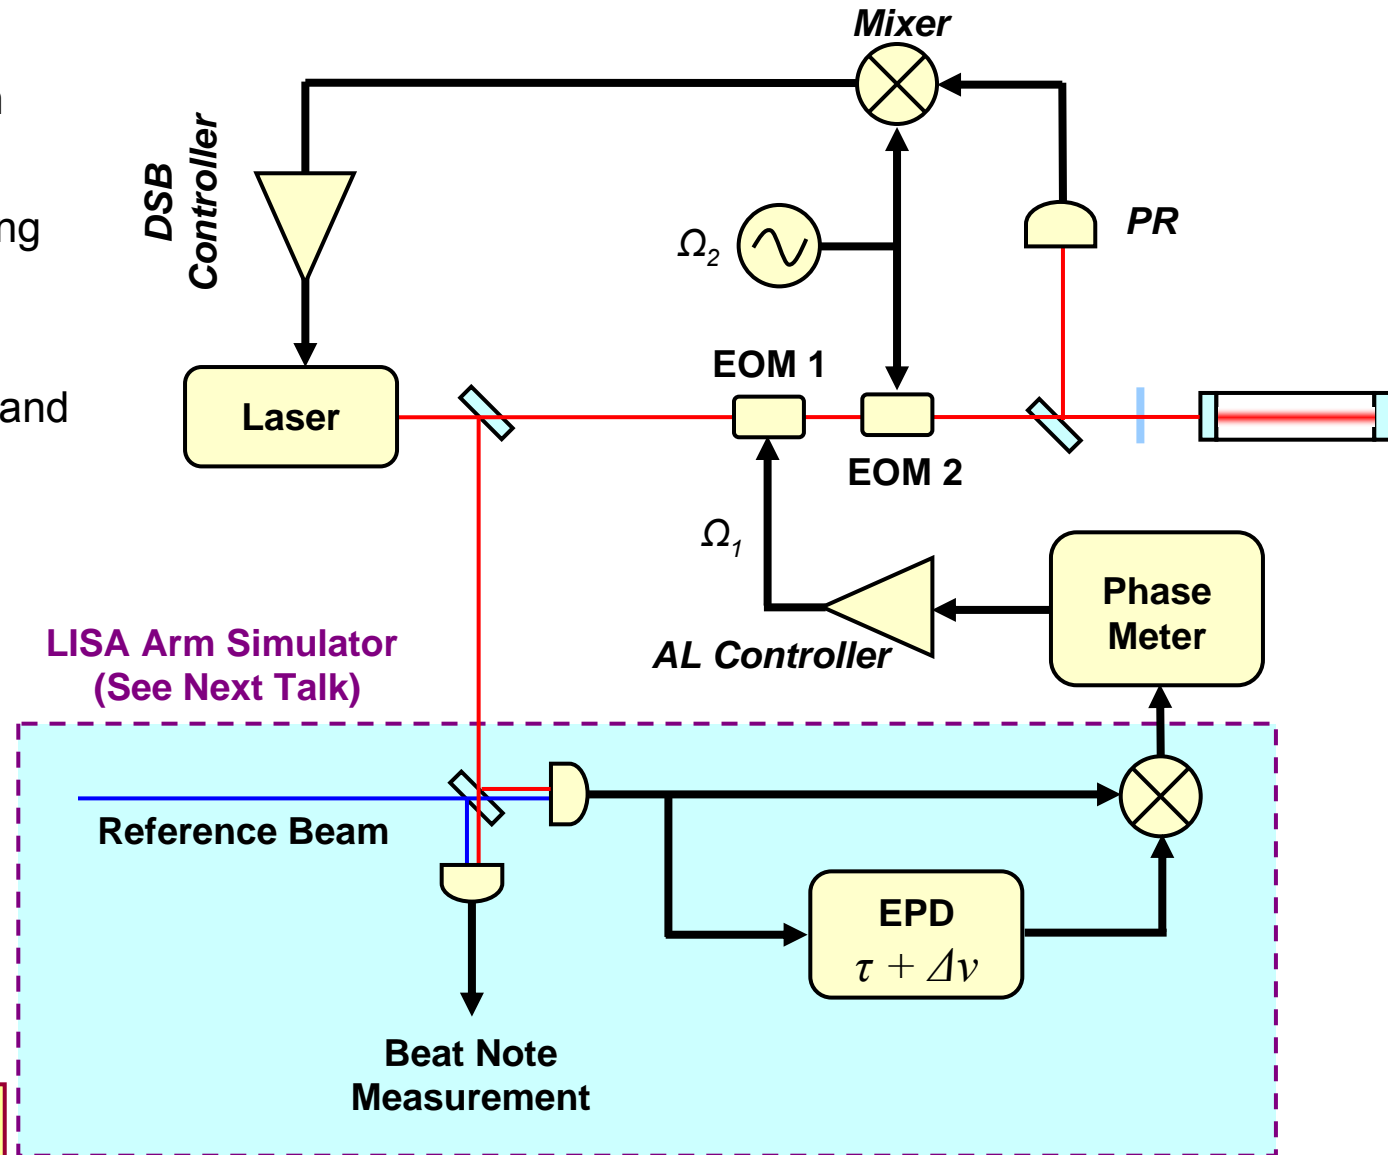 Mixer
DSB
Controller
ng
Ω2
PR
EOM 1
and
Laser
EOM 2
Ω1
Phase
Meter
LISA Arm Simulator
(See Next Talk)
AL Controller
Reference Beam
EPD
τ + Δν
Beat Note
Measurement